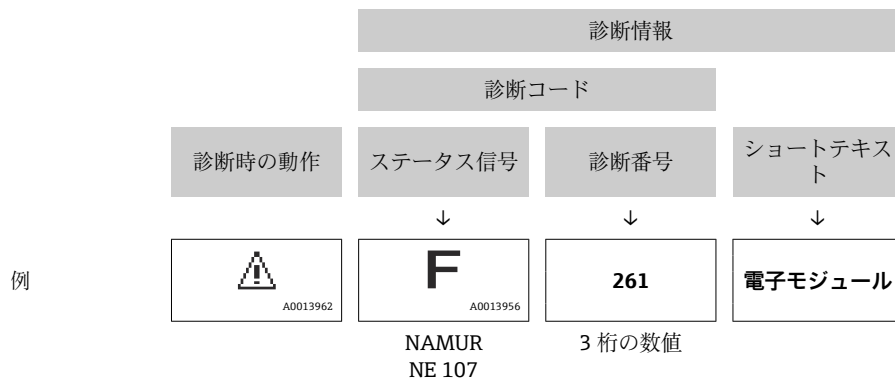 診断情報
診断コード
診断時の動作
ステータス信号
診断番号
ショートテキス
ト
↓
↓
↓
例
A0013962
F
A0013956
261
電子モジュール
NAMUR
NE 107
3 桁の数値